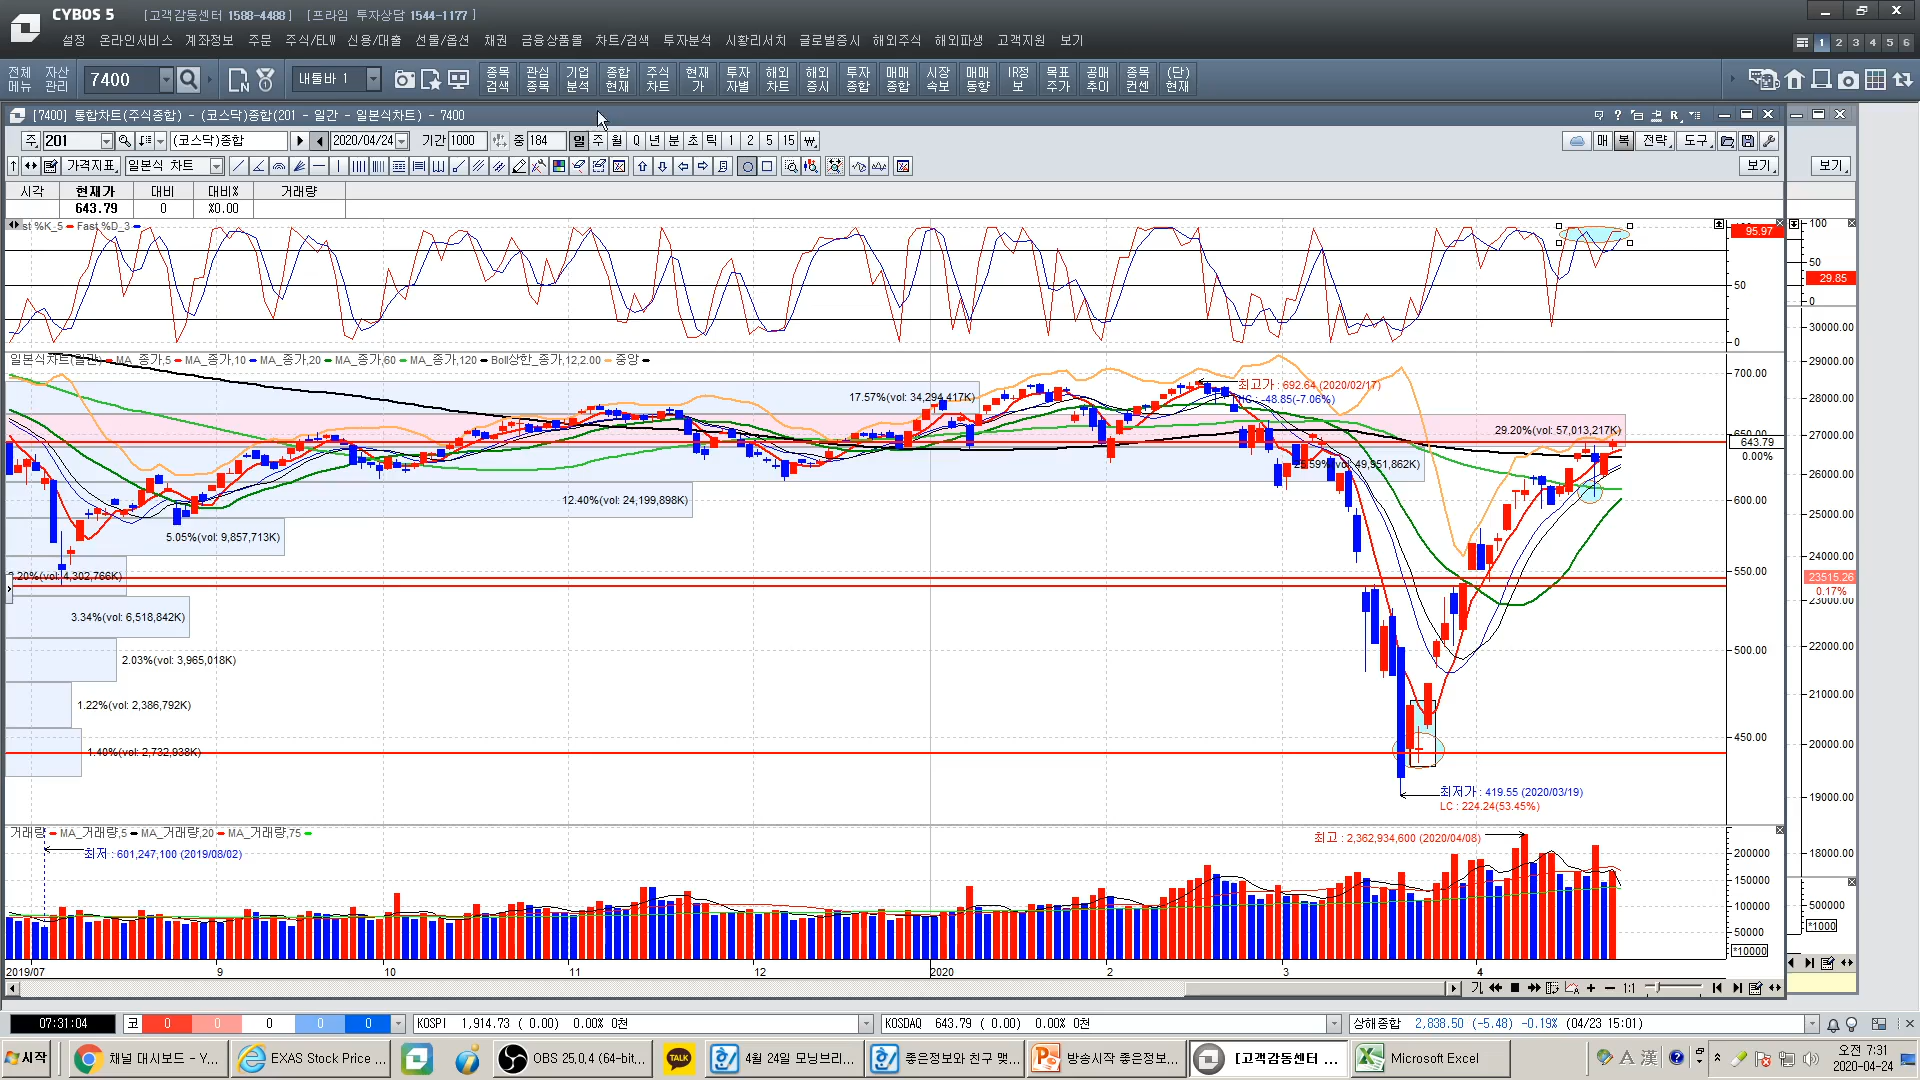 CYBOS 5 [고객감동센터 1588-4488] [프라임 투자상담 1544-1177]
설정 온라인서비스 계좌정보 주문 주식/ELW 신용/대출 선물/옵션 채권 금융상품몰 차트/검색 투자분석 시황리서치 글로벌증시 해외주식 해외파생 고객지원 보기
1 2 3 4 5 6
전체메뉴 자산관리 7400 내툴바 1 종목검색 관심종목 기업분석 종합현재 주식차트 현재가 투자자별 해외차트 해외증시 투자종합 매매종합 시장속보 매매동향 IR정보 목표주가 공매추이 종목컨센 (단)현재
[7400] 통합차트(주식종합) - (코스닥)종합(201 - 일간 - 일본식차트) - 7400
주 201 (코스닥)종합 2020/04/24 기간 1000 중 184 일 주 월 Q 년 분 초 틱 1 2 5 15 ₩ 매 복 전략 도구
가격지표 일본식 차트 보기 보기
시각 현재가 대비 대비% 거래량
643.79 0 %0.00
st %K_5 Fast %D_3
95.97
50
0
100
50
29.85
0
일본식차트(일간) MA_종가,5 MA_종가,10 MA_종가,20 MA_종가,60 MA_종가,120 Boll상한_종가,12,2.00 중앙
최고가 : 692.64 (2020/02/17)
HC : -48.85(-7.06%)
17.57%(vol: 34,294,417K)
29.20%(vol: 57,013,217K)
25.59%(vol: 49,951,862K)
12.40%(vol: 24,199,898K)
5.05%(vol: 9,857,713K)
2.20%(vol: 4,302,766K)
3.34%(vol: 6,518,842K)
2.03%(vol: 3,965,018K)
1.22%(vol: 2,386,792K)
1.40%(vol: 2,732,938K)
최저가 : 419.55 (2020/03/19)
LC : 224.24(53.45%)
700.00
650.00
643.79
0.00%
600.00
550.00
500.00
450.00
30000.00
29000.00
28000.00
27000.00
26000.00
25000.00
24000.00
23515.26
0.17%
23000.00
22000.00
21000.00
20000.00
19000.00
18000.00
거래량 MA_거래량,5 MA_거래량,20 MA_거래량,75
최저 : 601,247,100 (2019/08/02)
최고 : 2,362,934,600 (2020/04/08)
200000
150000
100000
50000
*10000
500000
*1000
2019/07 9 10 11 12 2020 2 3 4
1:1
07:31:04 코 0 0 0 0 0 KOSPI 1,914.73 ( 0.00) 0.00% 0천 KOSDAQ 643.79 ( 0.00) 0.00% 0천 상해종합 2,838.50 (-5.48) -0.19% (04/23 15:01)
시작 채널 대시보드 - Y... EXAS Stock Price ... OBS 25,0,4 (64-bit... TALK 4월 24일 모닝브리... 좋은정보와 친구 맺... 방송시작 좋은정보... [고객감동센터 ... Microsoft Excel A 漢 오전 7:31
2020-04-24